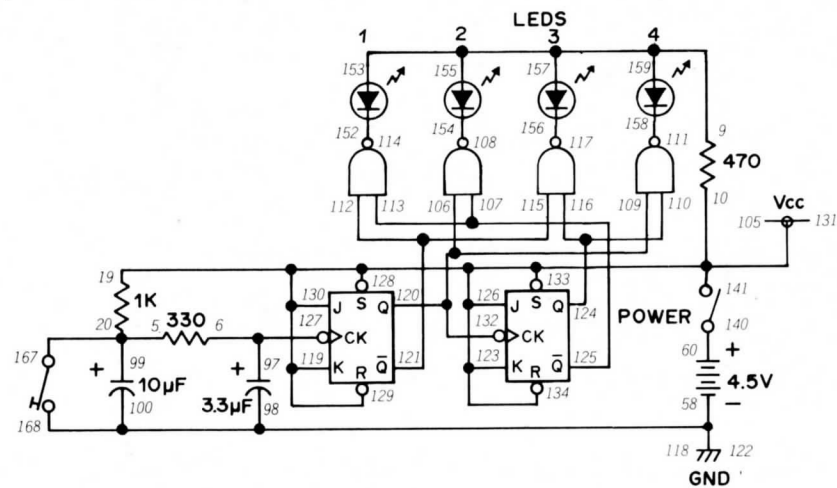 LEDS
1 2 3 4
153 155 157 159
152 114 154 108 156 117 158 111
9
470
10
112 113 106 107 115 116 109 110
Vcc
105 131
19
1K
20
128 133
130 J S Q 120 126 J S Q 124
141
POWER
140
5 330 6
127 CK 132 CK
167
99 97
+ 10µF + 3.3µF
100 98
168
119 K R Q̅ 121 123 K R Q̅ 125
129 134
60 +
4.5V
58 −
118 122
GND